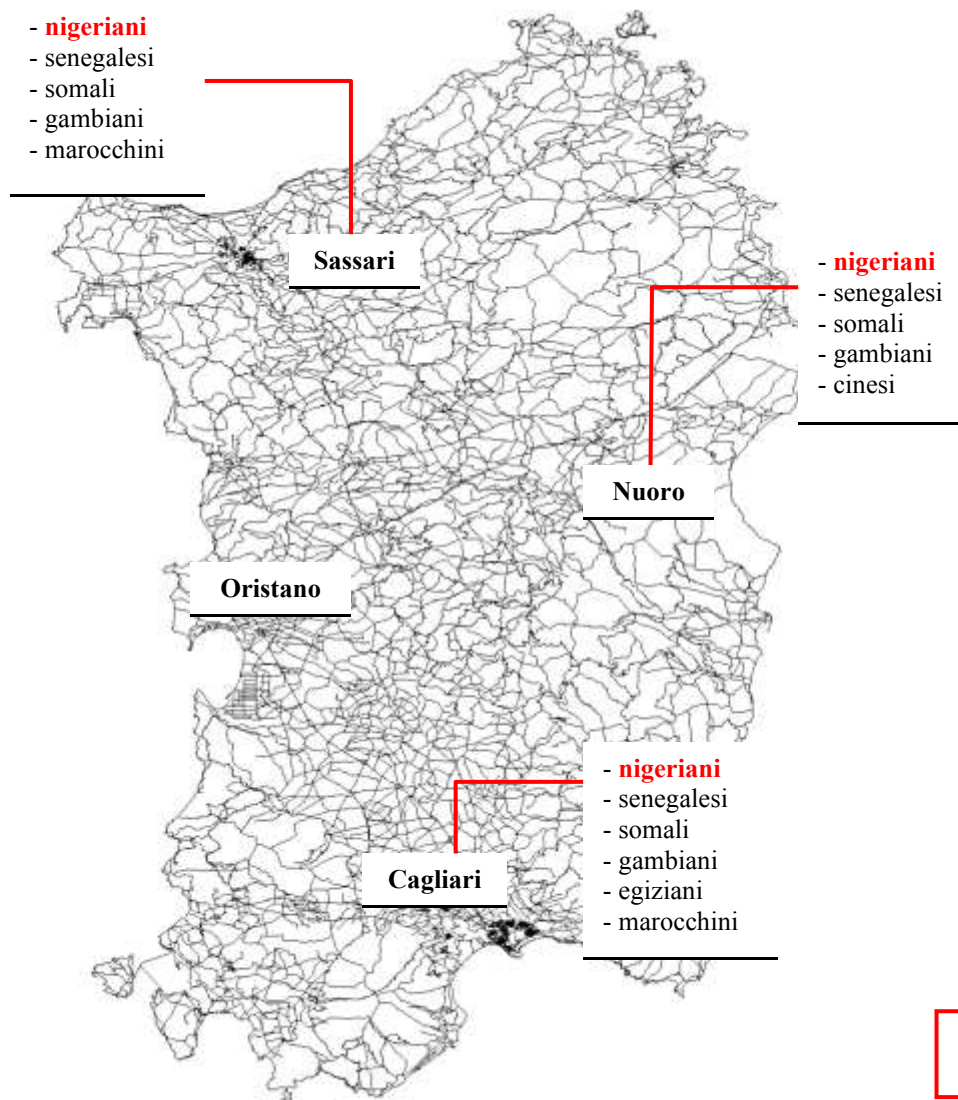 - nigeriani
- senegalesi
- somali
- gambiani
- marocchini
Sassari
- nigeriani
- senegalesi
- somali
- gambiani
- cinesi
Nuoro
Oristano
- nigeriani
- senegalesi
- somali
- gambiani
- egiziani
- marocchini
Cagliari